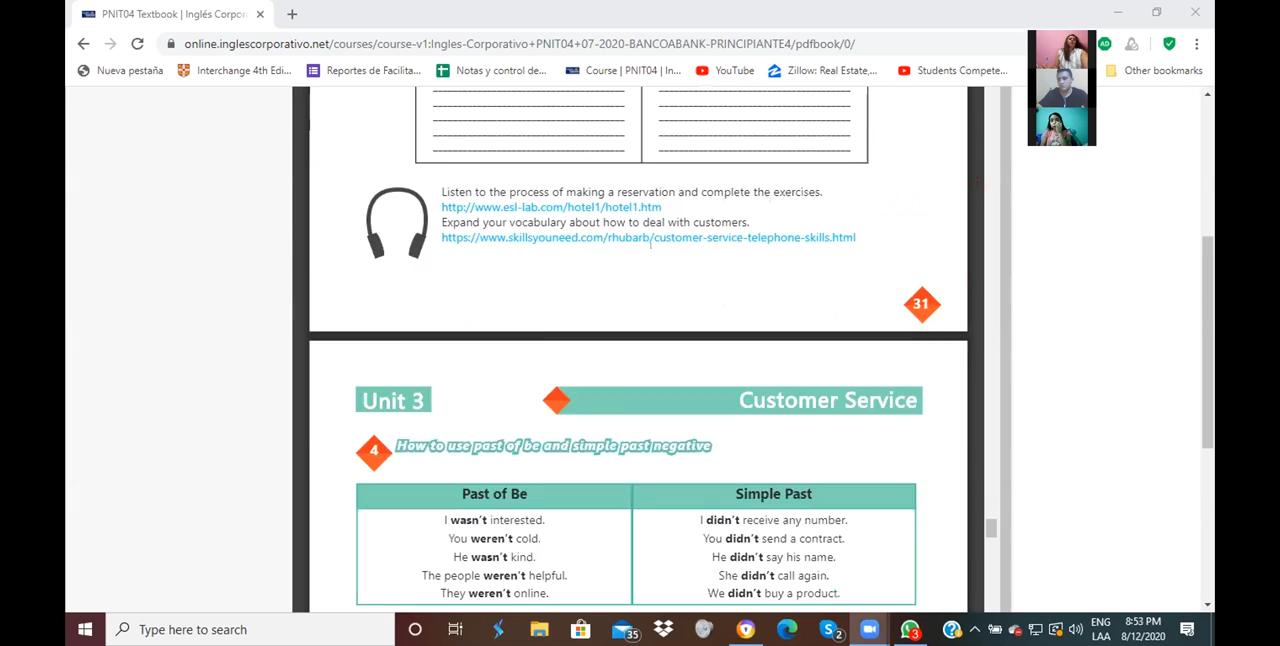 PNIT04 Textbook | Inglés Corpor
online.inglescorporativo.net/courses/course-v1:Ingles-Corporativo+PNIT04+07-2020-BANCOABANK-PRINCIPIANTE4/pdfbook/0/
Nueva pestaña
Interchange 4th Edi...
Reportes de Facilita...
Notas y control de...
Course | PNIT04 | In...
YouTube
Zillow: Real Estate,...
Students Compete...
Other bookmarks
Listen to the process of making a reservation and complete the exercises.
http://www.esl-lab.com/hotel1/hotel1.htm
Expand your vocabulary about how to deal with customers.
https://www.skillsyouneed.com/rhubarb/customer-service-telephone-skills.html
31
Unit 3
Customer Service
4 How to use past of be and simple past negative
Past of Be Simple Past
I wasn't interested. I didn't receive any number.
You weren't cold. You didn't send a contract.
He wasn't kind. He didn't say his name.
The people weren't helpful. She didn't call again.
They weren't online. We didn't buy a product.
Type here to search
35
2
3
ENG
LAA
8:53 PM
8/12/2020